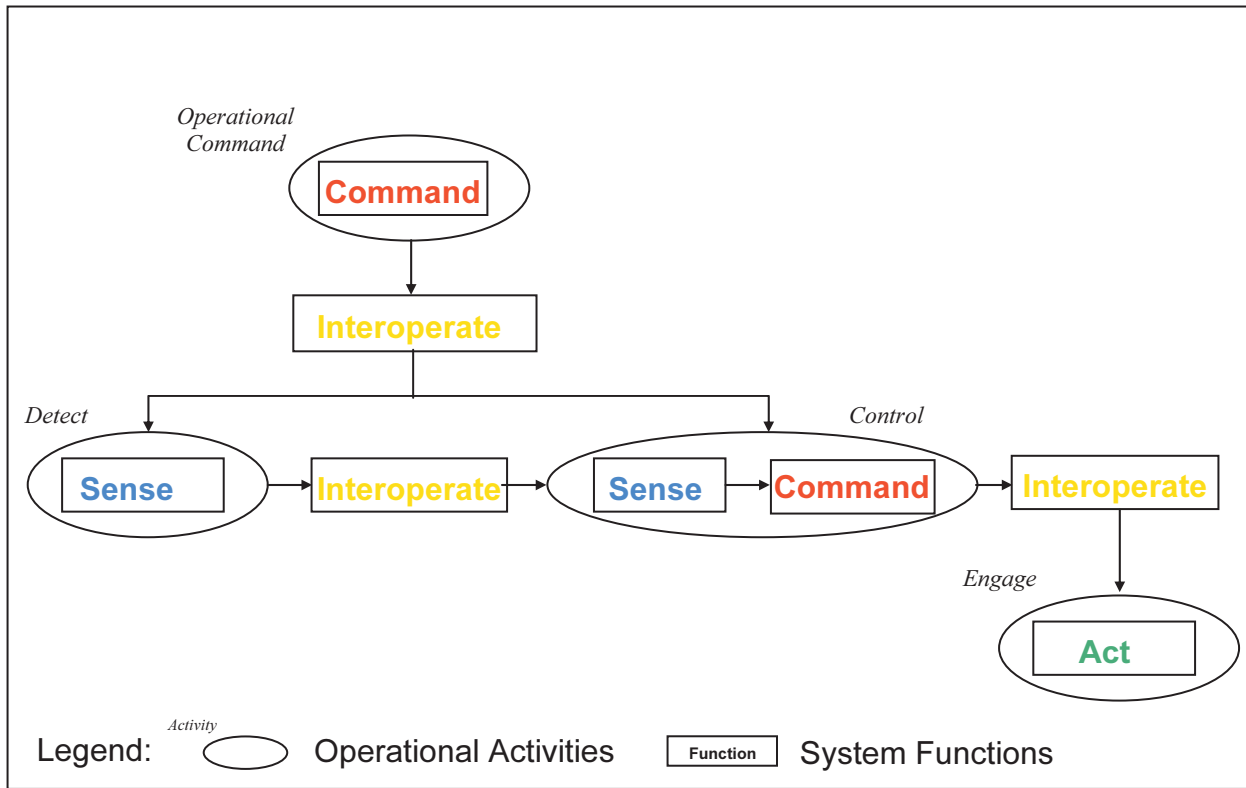 Operational
Command
Command
Interoperate
Detect
Control
Sense
Interoperate
Sense
Command
Interoperate
Engage
Act
Activity
Legend:
Operational Activities
Function
System Functions